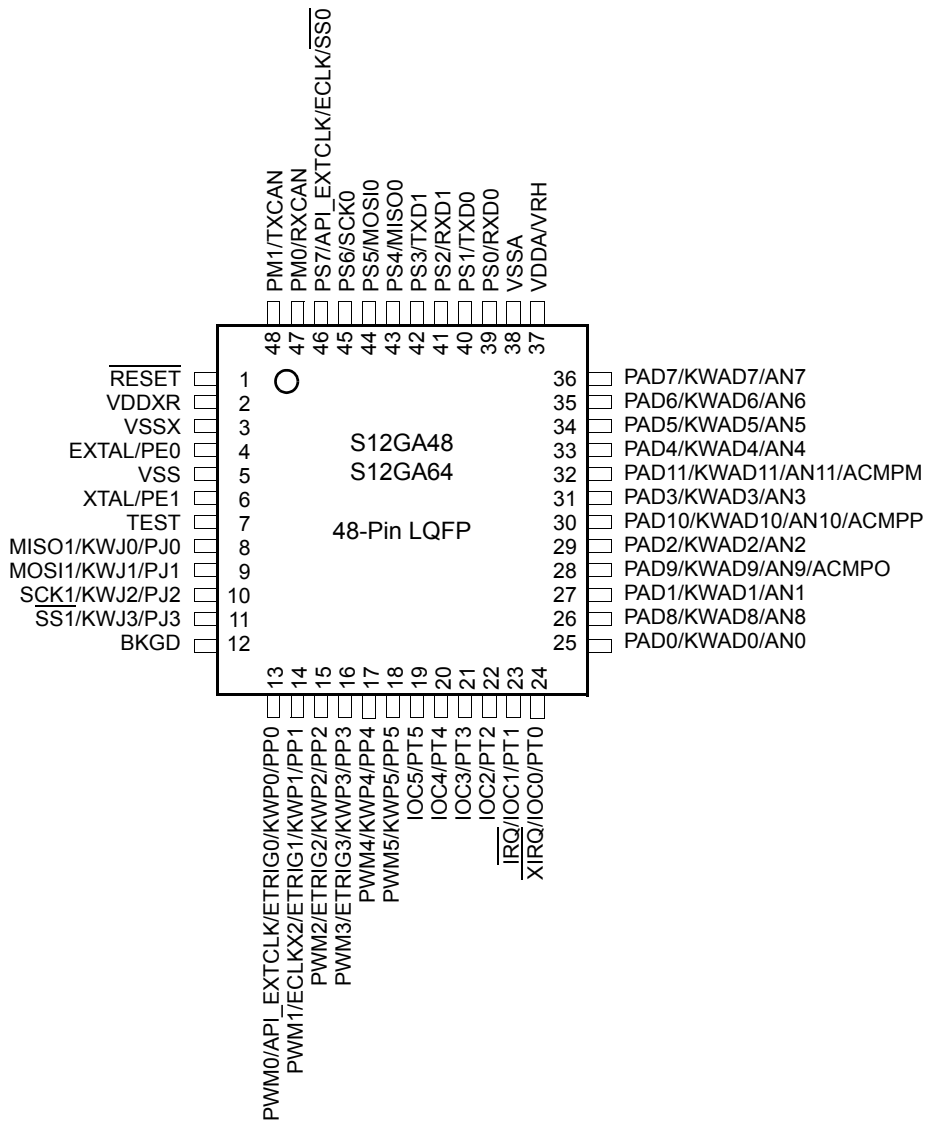 PM1/TXCAN
PM0/RXCAN
PS7/API_EXTCLK/ECLK/SS0
PS6/SCK0
PS5/MOSI0
PS4/MISO0
PS3/TXD1
PS2/RXD1
PS1/TXD0
PS0/RXD0
VSSA
VDDA/VRH
48
47
46
45
44
43
42
41
40
39
38
37
RESET 1
VDDXR 2
VSSX 3
EXTAL/PE0 4
VSS 5
XTAL/PE1 6
TEST 7
MISO1/KWJ0/PJ0 8
MOSI1/KWJ1/PJ1 9
SCK1/KWJ2/PJ2 10
SS1/KWJ3/PJ3 11
BKGD 12
S12GA48
S12GA64
48-Pin LQFP
36 PAD7/KWAD7/AN7
35 PAD6/KWAD6/AN6
34 PAD5/KWAD5/AN5
33 PAD4/KWAD4/AN4
32 PAD11/KWAD11/AN11/ACMPM
31 PAD3/KWAD3/AN3
30 PAD10/KWAD10/AN10/ACMPP
29 PAD2/KWAD2/AN2
28 PAD9/KWAD9/AN9/ACMPO
27 PAD1/KWAD1/AN1
26 PAD8/KWAD8/AN8
25 PAD0/KWAD0/AN0
13
14
15
16
17
18
19
20
21
22
23
24
PWM0/API_EXTCLK/ETRIG0/KWP0/PP0
PWM1/ECLKX2/ETRIG1/KWP1/PP1
PWM2/ETRIG2/KWP2/PP2
PWM3/ETRIG3/KWP3/PP3
PWM4/KWP4/PP4
PWM5/KWP5/PP5
IOC5/PT5
IOC4/PT4
IOC3/PT3
IOC2/PT2
IRQ/IOC1/PT1
XIRQ/IOC0/PT0